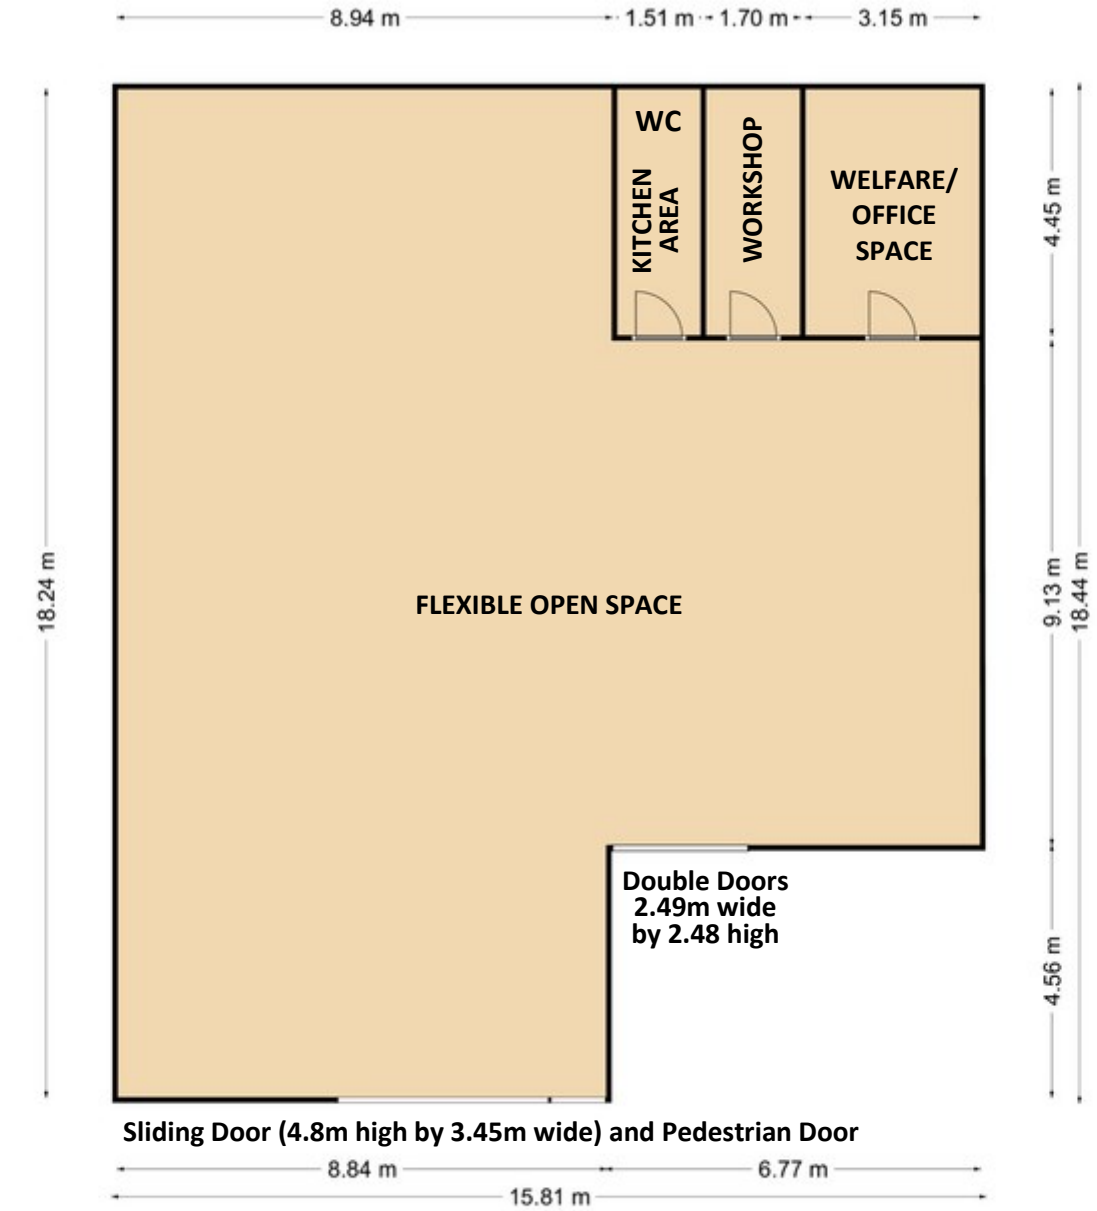 8.94 m 1.51 m 1.70 m 3.15 m
WC
KITCHEN
AREA
WORKSHOP
WELFARE/
OFFICE
SPACE
4.45 m
18.24 m
FLEXIBLE OPEN SPACE
9.13 m
18.44 m
Double Doors
2.49m wide
by 2.48 high
4.56 m
Sliding Door (4.8m high by 3.45m wide) and Pedestrian Door
8.84 m 6.77 m
15.81 m